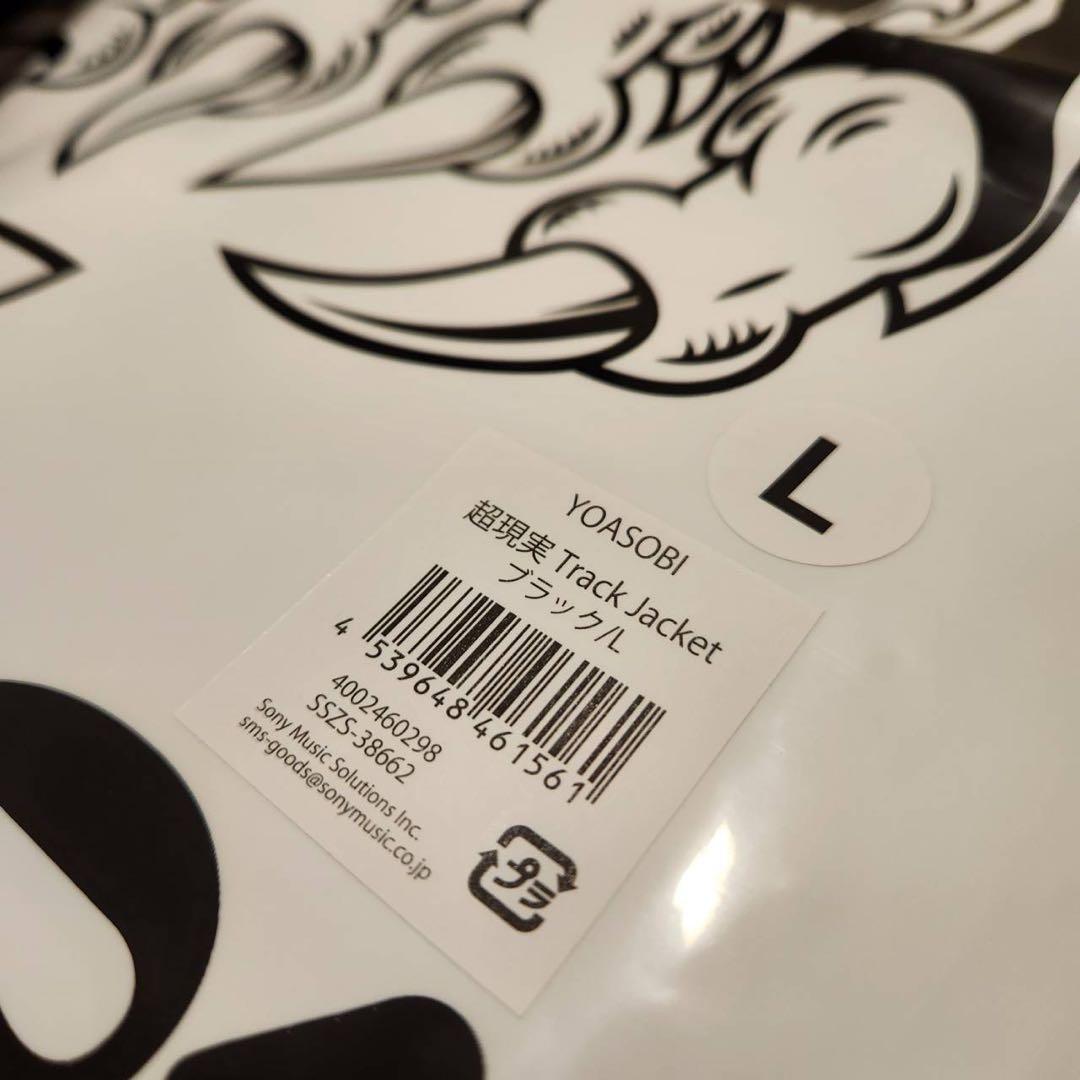 L
YOASOBI
超現実 Track Jacket
ブラック/L
4 539648 461561
4002460298
SSZS-38662
Sony Music Solutions Inc.
sms-goods@sonymusic.co.jp
プラ